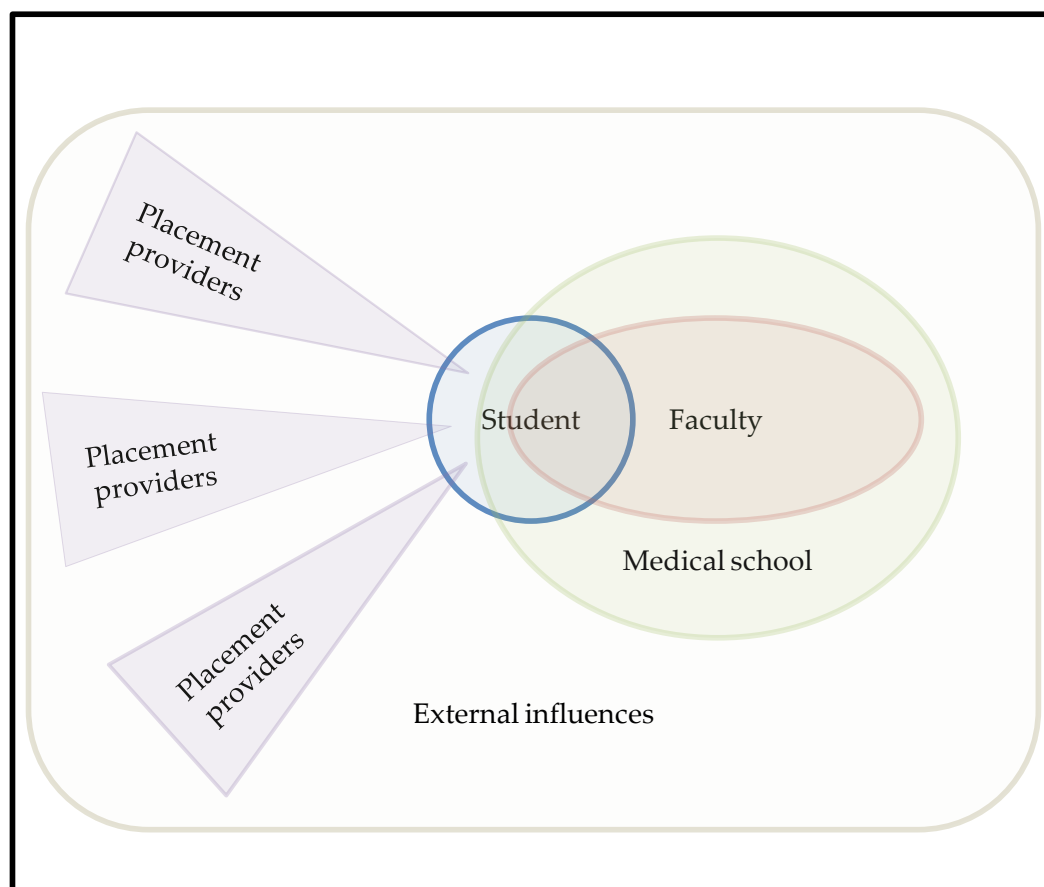 Placement
providers
Placement
providers
Student
Faculty
Medical school
Placement
providers
External influences